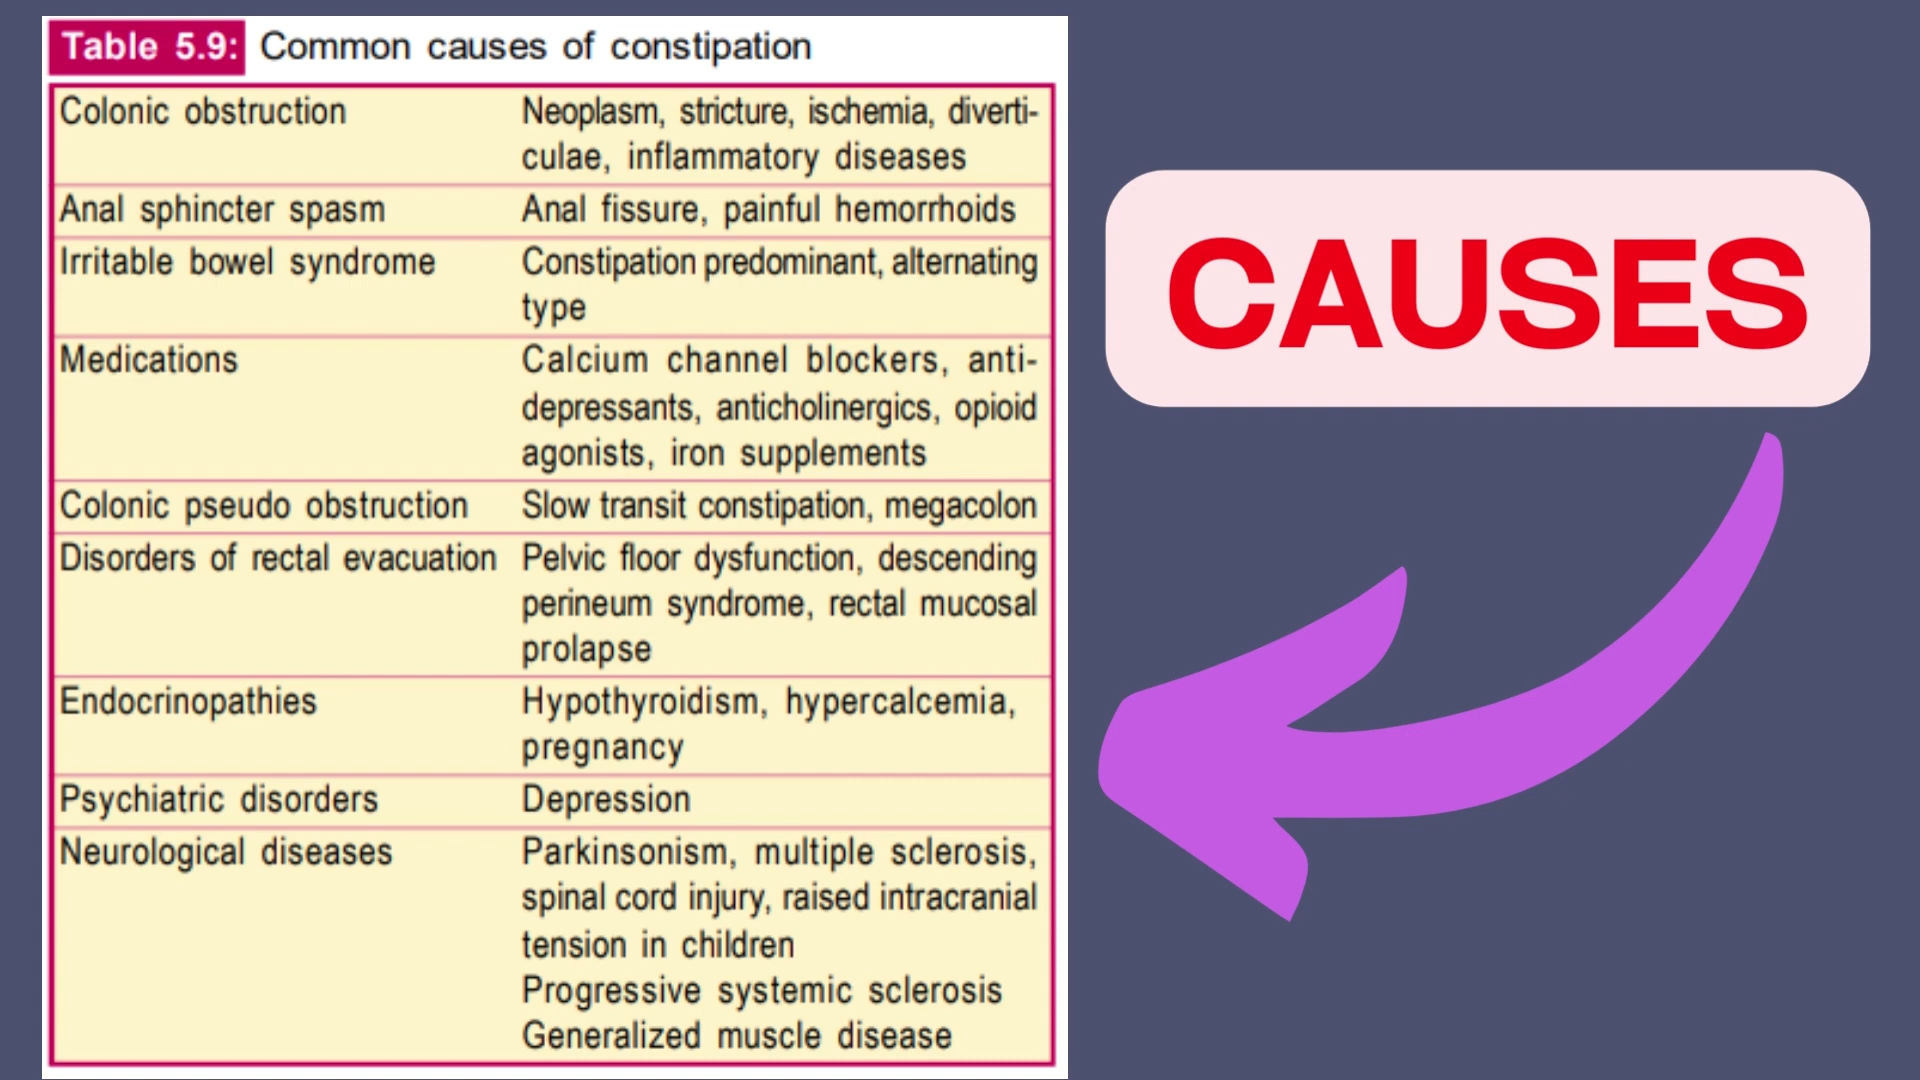 Table 5.9: Common causes of constipation
Colonic obstruction Neoplasm, stricture, ischemia, diverti-
culae, inflammatory diseases
Anal sphincter spasm Anal fissure, painful hemorrhoids
Irritable bowel syndrome Constipation predominant, alternating
type
Medications Calcium channel blockers, anti-
depressants, anticholinergics, opioid
agonists, iron supplements
Colonic pseudo obstruction Slow transit constipation, megacolon
Disorders of rectal evacuation Pelvic floor dysfunction, descending
perineum syndrome, rectal mucosal
prolapse
Endocrinopathies Hypothyroidism, hypercalcemia,
pregnancy
Psychiatric disorders Depression
Neurological diseases Parkinsonism, multiple sclerosis,
spinal cord injury, raised intracranial
tension in children
Progressive systemic sclerosis
Generalized muscle disease
CAUSES